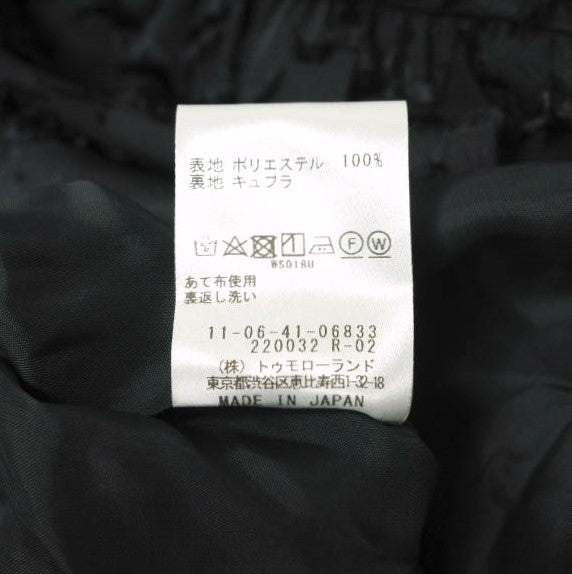 表地 ポリエステル 100%
裏地 キュプラ
F W
WS018U
あて布使用
裏返し洗い
11-06-41-06833
220032 R-02
(株) トゥモローランド
東京都渋谷区恵比寿西1-32-18
MADE IN JAPAN